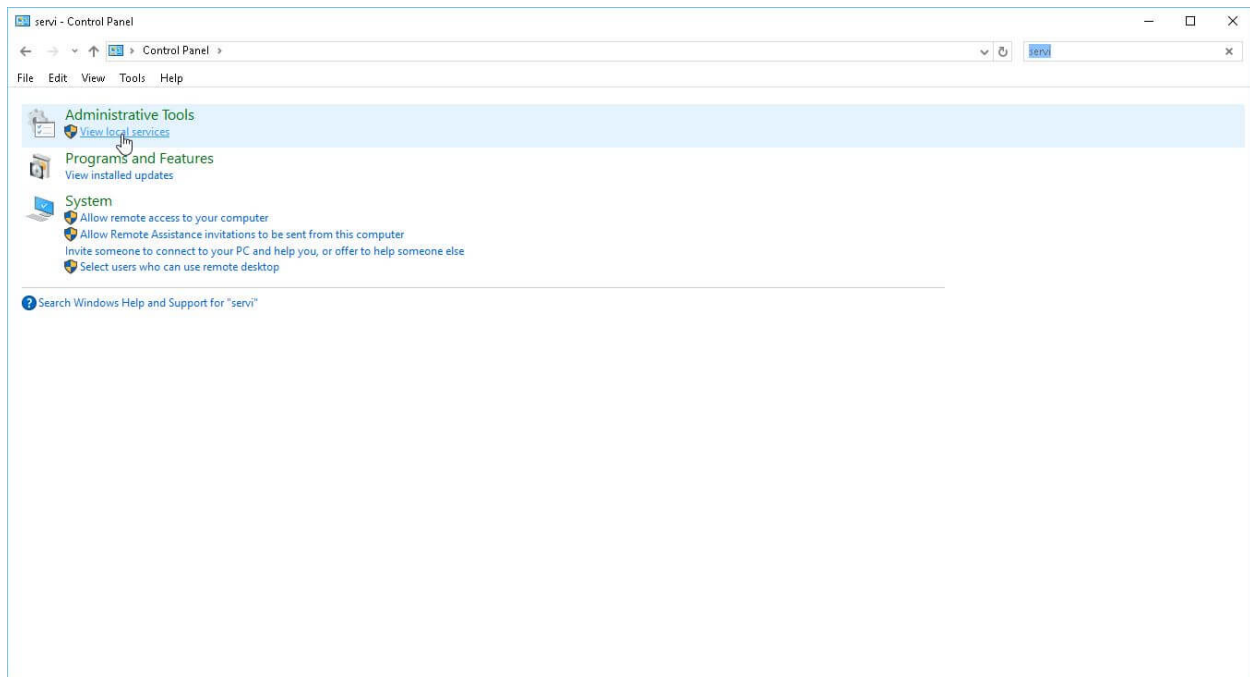 servi - Control Panel
Control Panel
servi
File Edit View Tools Help
Administrative Tools
View local services
Programs and Features
View installed updates
System
Allow remote access to your computer
Allow Remote Assistance invitations to be sent from this computer
Invite someone to connect to your PC and help you, or offer to help someone else
Select users who can use remote desktop
Search Windows Help and Support for "servi"